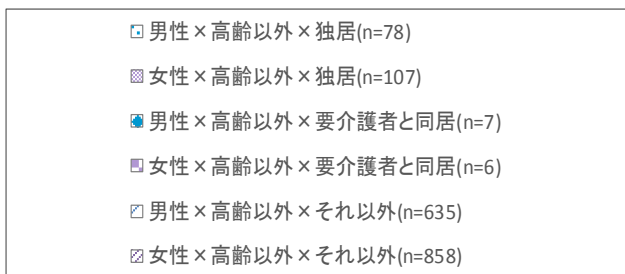 男性×高齢以外×独居(n=78)
女性×高齢以外×独居(n=107)
男性×高齢以外×要介護者と同居(n=7)
女性×高齢以外×要介護者と同居(n=6)
男性×高齢以外×それ以外(n=635)
女性×高齢以外×それ以外(n=858)